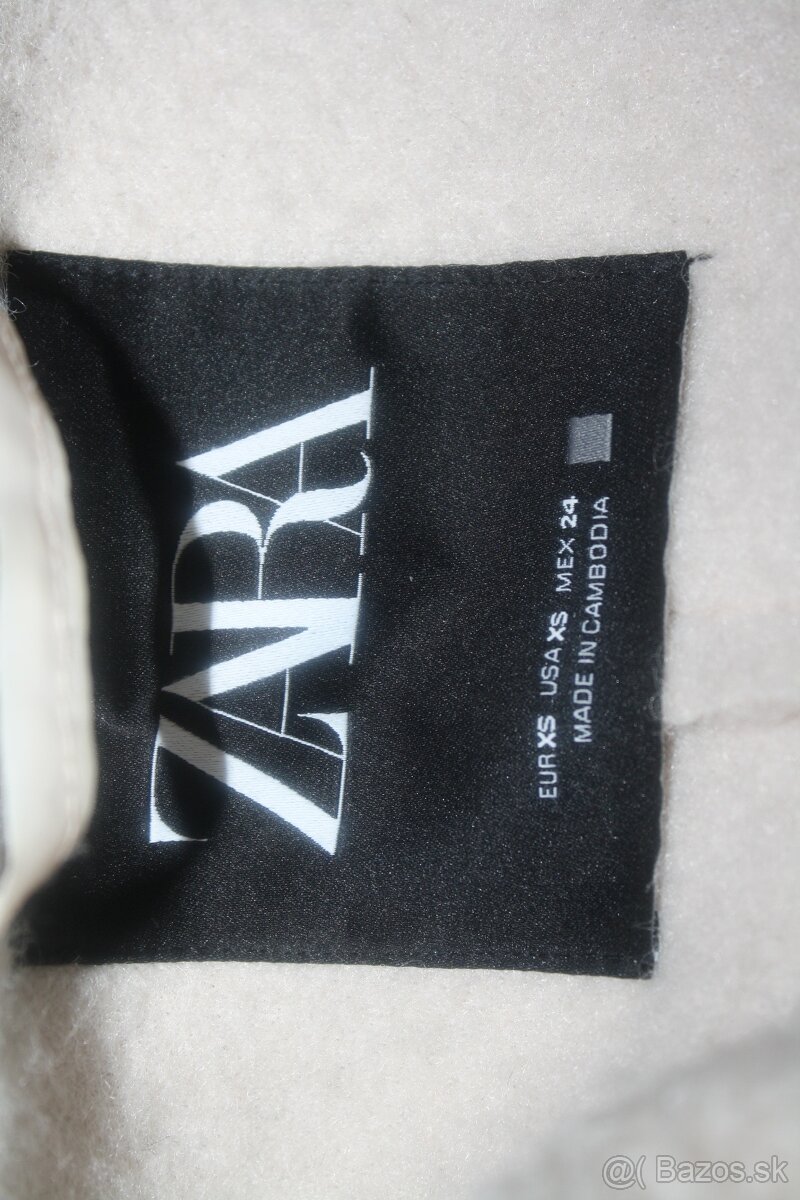 ZARA
EUR XS USA XS MEX 24
MADE IN CAMBODIA
@( Bazos.sk